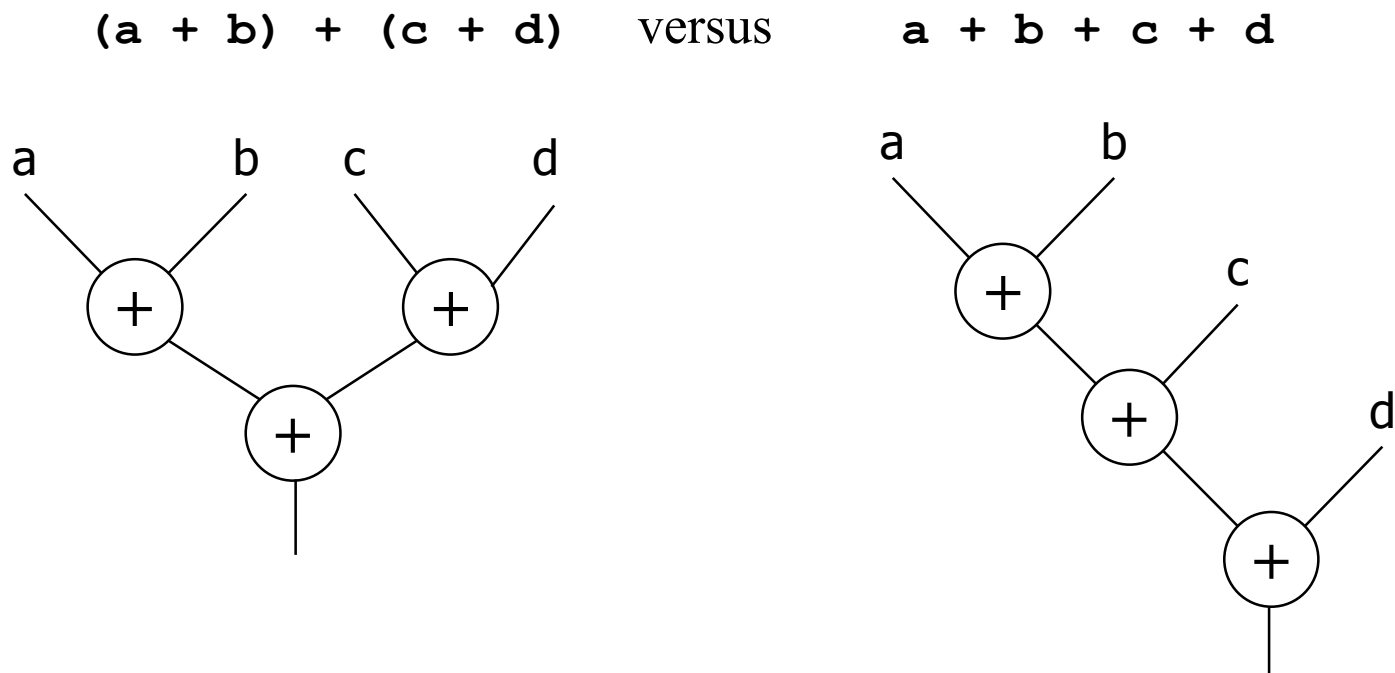 (a + b) + (c + d) versus a + b + c + d
a b c d
a b
+ +
+
c
+
+
d
+